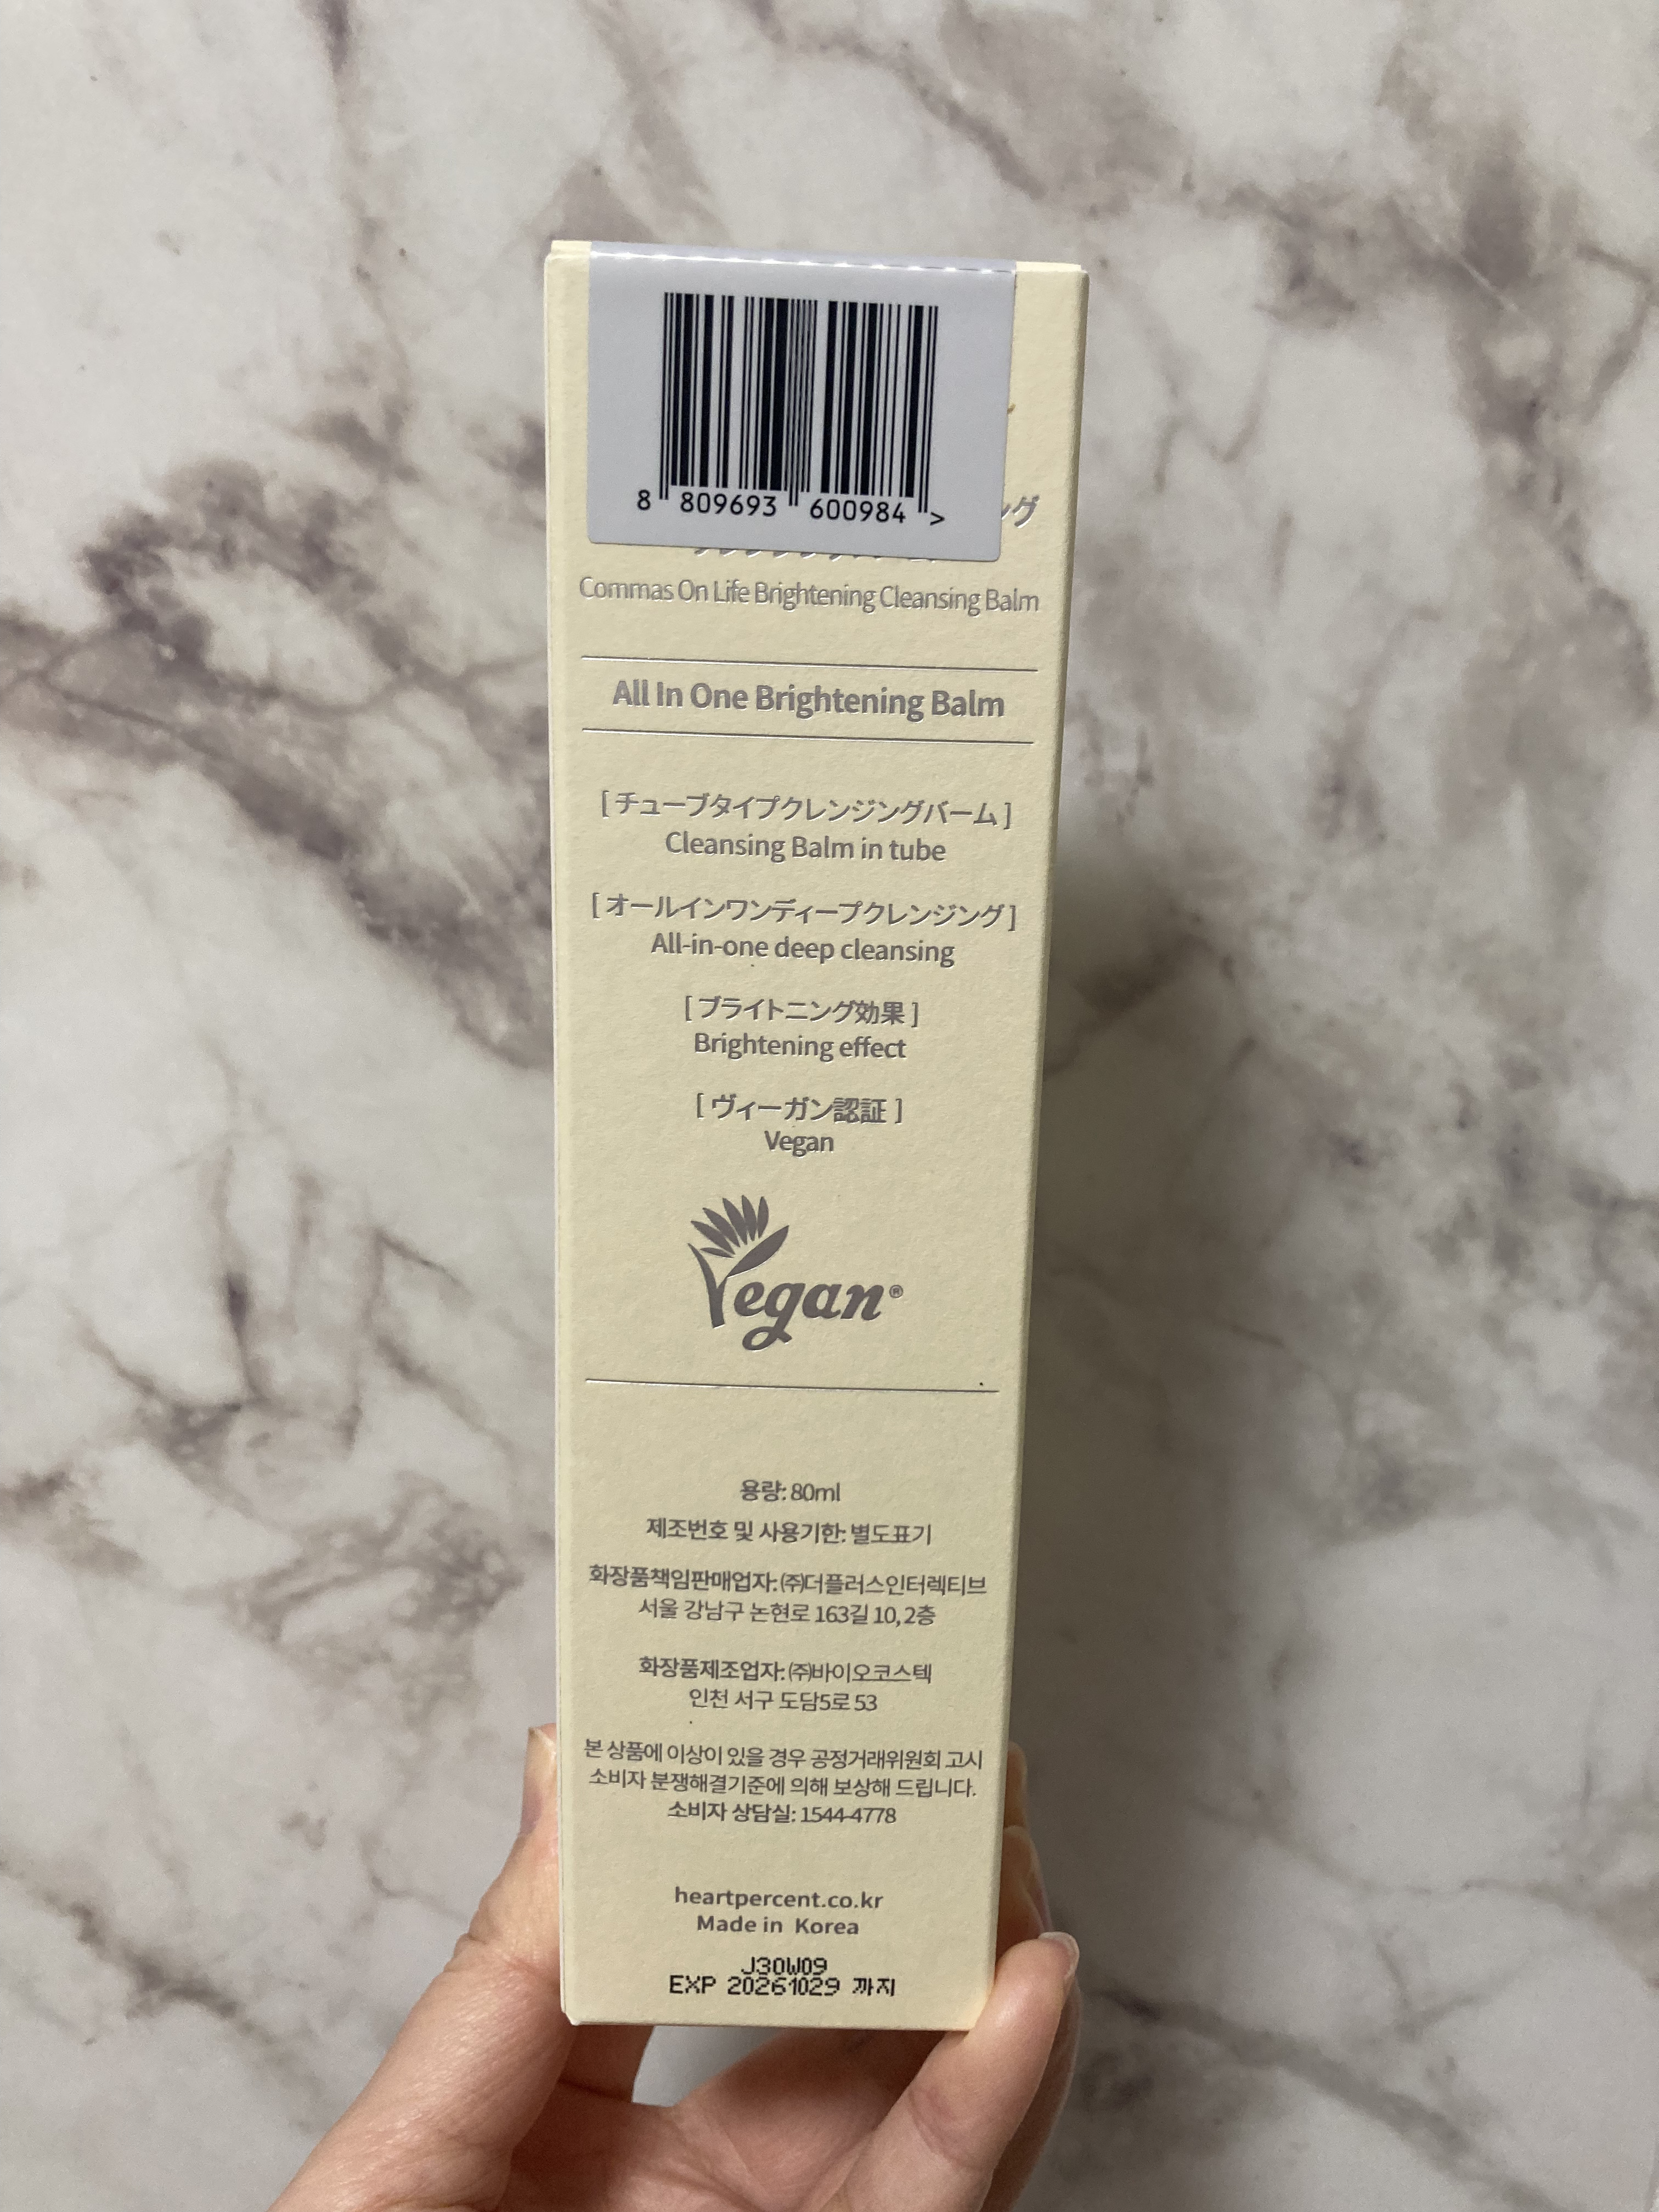 8 809693 600984 >
Commas On Life Brightening Cleansing Balm
All In One Brightening Balm
[ チューブタイプクレンジングバーム ]
Cleansing Balm in tube
[ オールインワンディープクレンジング ]
All-in-one deep cleansing
[ ブライトニング効果 ]
Brightening effect
[ ヴィーガン認証 ]
Vegan
Vegan®
용량: 80ml
제조번호 및 사용기한: 별도표기
화장품책임판매업자: ㈜더플러스인터렉티브
서울 강남구 논현로 163길 10, 2층
화장품제조업자: ㈜바이오코스텍
인천 서구 도담5로 53
본 상품에 이상이 있을 경우 공정거래위원회 고시
소비자 분쟁해결기준에 의해 보상해 드립니다.
소비자 상담실: 1544-4778
heartpercent.co.kr
Made in Korea
J30W09
EXP 20261029 까지